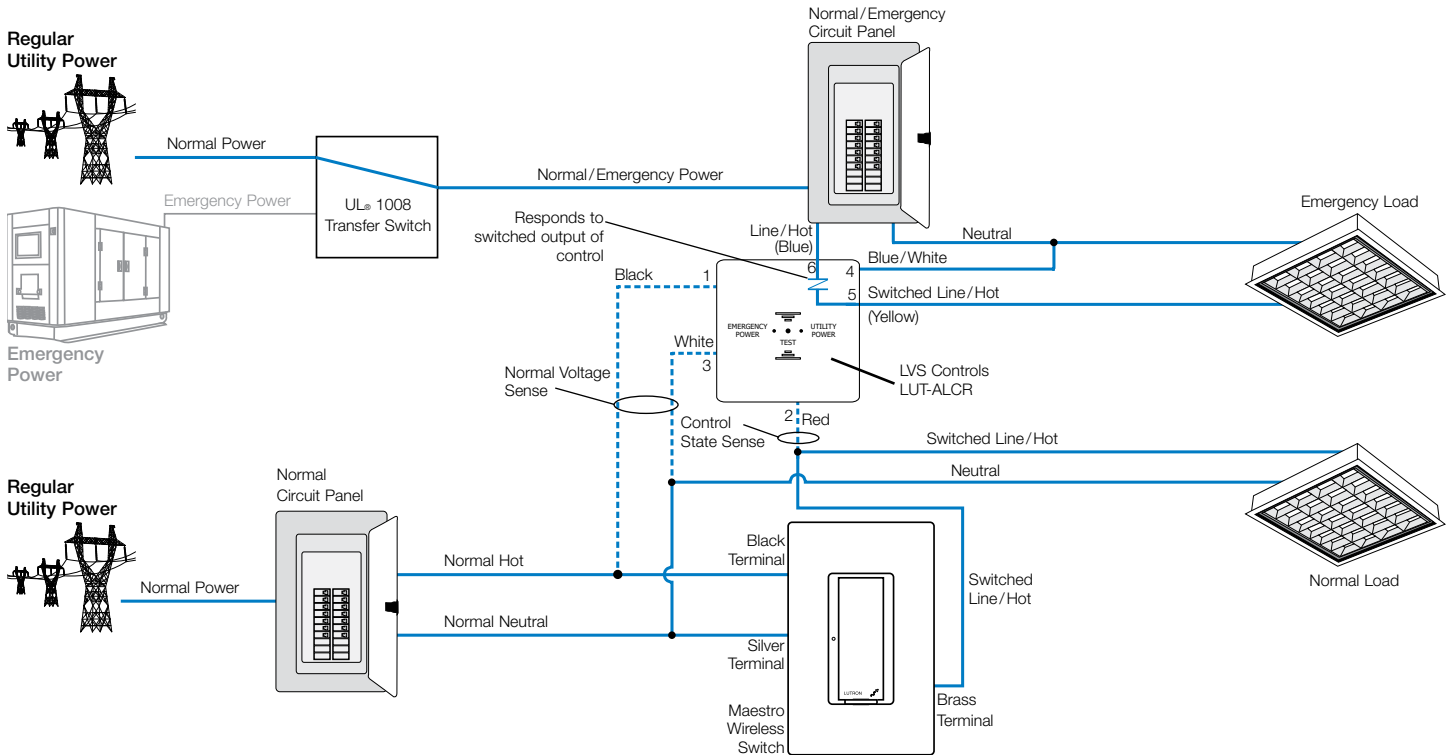 Normal/Emergency
Circuit Panel
Regular
Utility Power
Normal Power
Emergency Power
UL® 1008
Transfer Switch
Normal/Emergency Power
Emergency
Power
Responds to
switched output of
control
Line/Hot
(Blue)
Neutral
Emergency Load
Blue/White
Black
1
6
4
5
Switched Line/Hot
(Yellow)
EMERGENCY
POWER
UTILITY
POWER
TEST
White
3
LVS Controls
LUT-ALCR
Normal Voltage
Sense
2
Red
Control
State Sense
Switched Line/Hot
Neutral
Normal Load
Regular
Utility Power
Normal
Circuit Panel
Normal Power
Normal Hot
Normal Neutral
Black
Terminal
Silver
Terminal
Switched
Line/Hot
LUTRON
Brass
Terminal
Maestro
Wireless
Switch